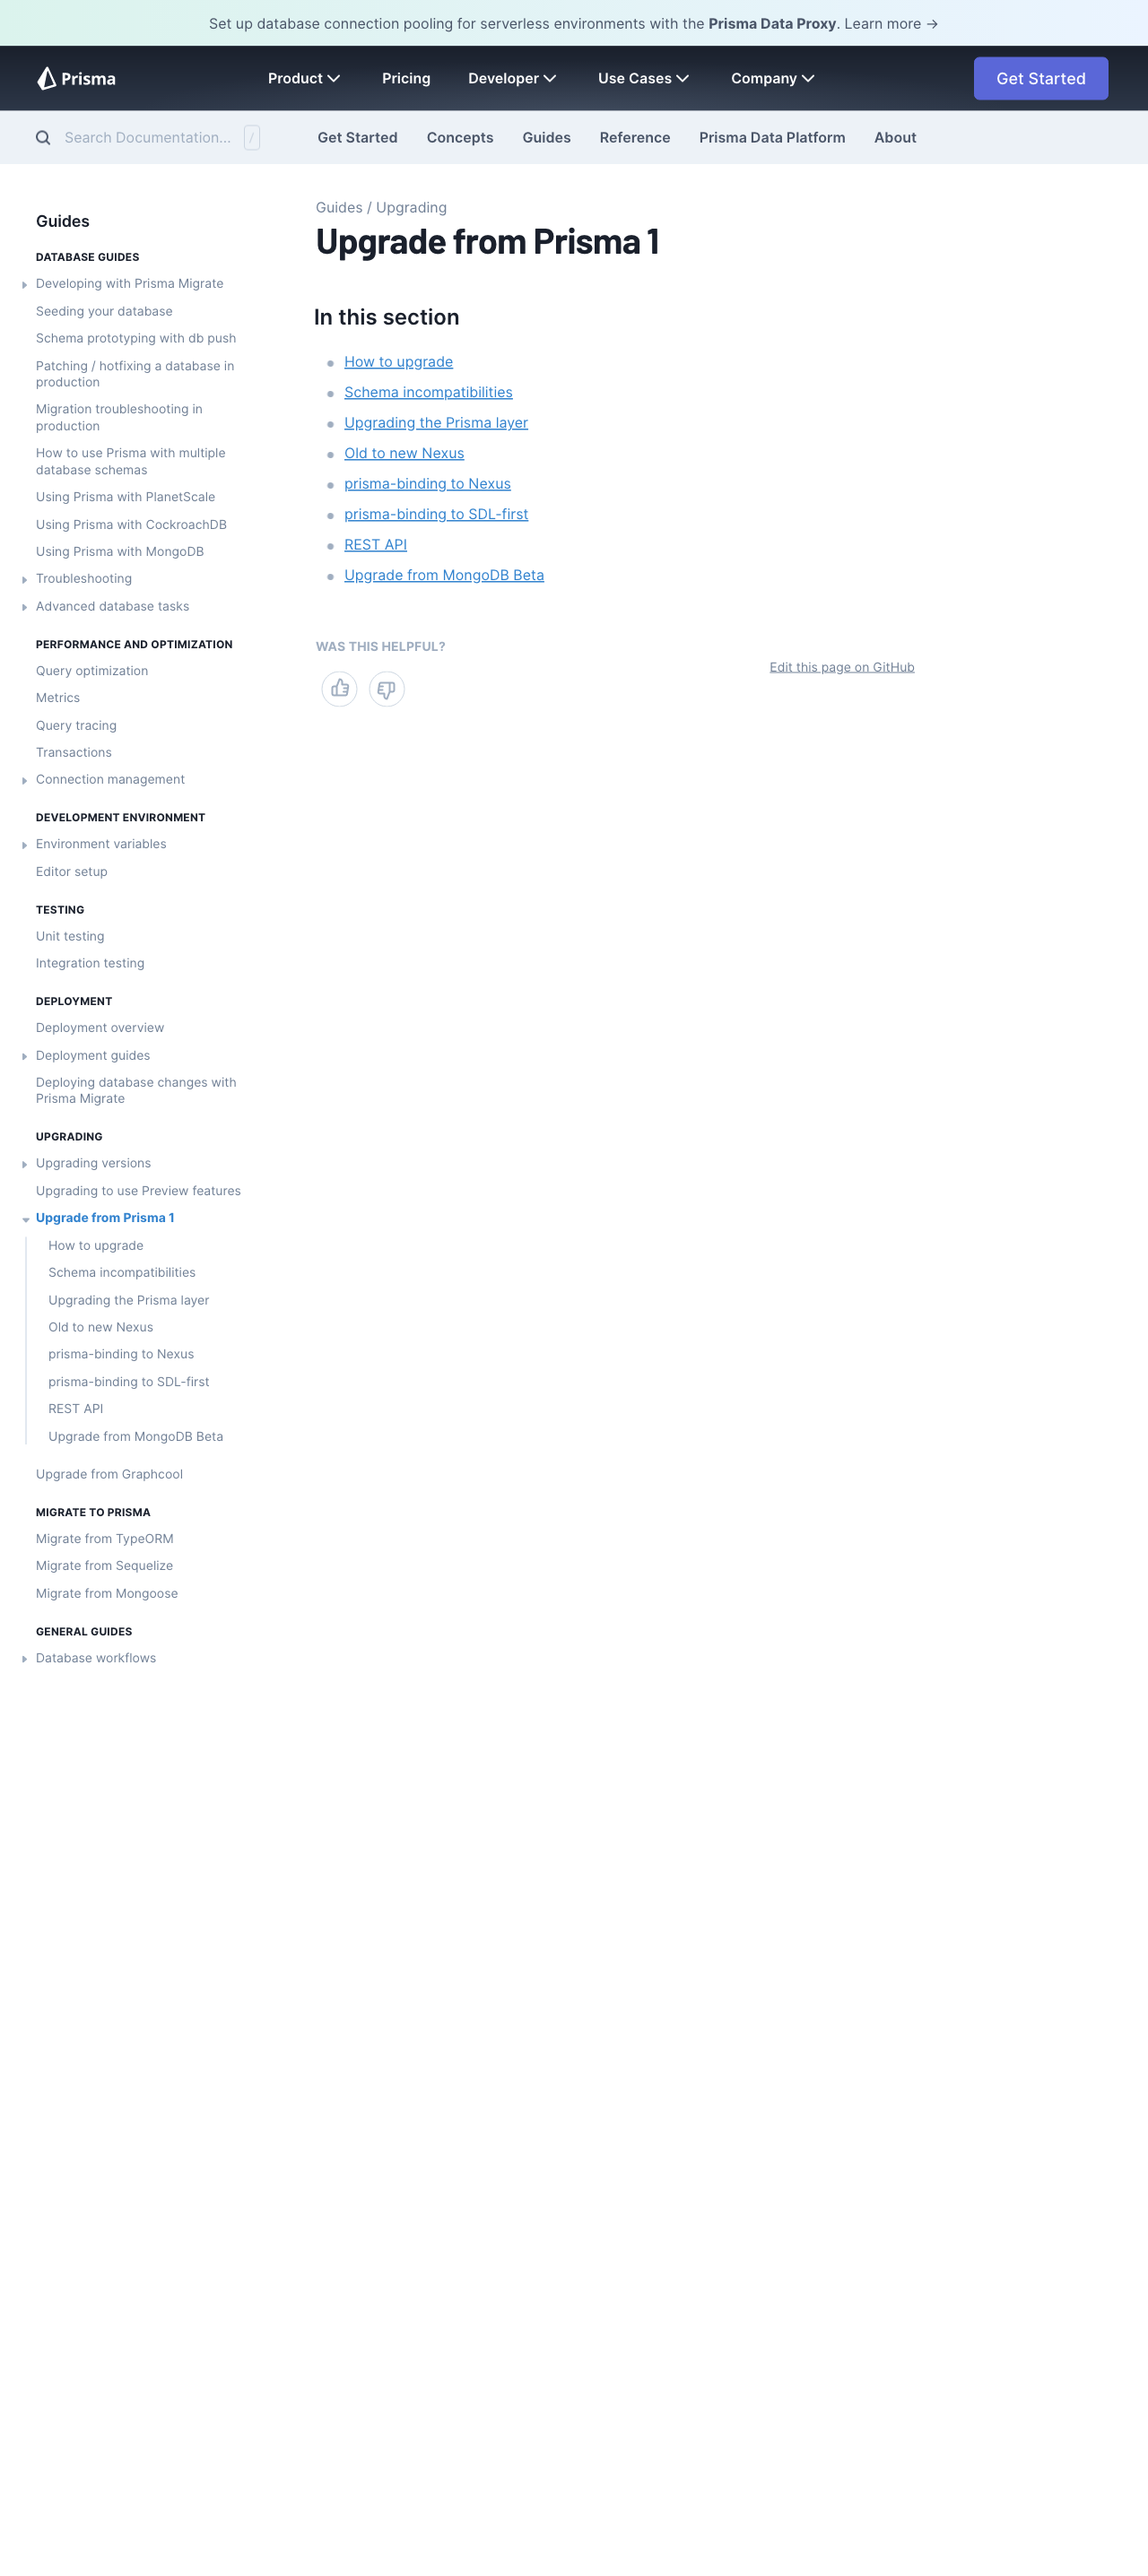 Set up database connection pooling for serverless environments with the Prisma Data Proxy. Learn more →
Prisma
Product
Pricing
Developer
Use Cases
Company
Get Started
Search Documentation...
/
Get Started
Concepts
Guides
Reference
Prisma Data Platform
About
Guides
DATABASE GUIDES
Developing with Prisma Migrate
Seeding your database
Schema prototyping with db push
Patching / hotfixing a database in
production
Migration troubleshooting in
production
How to use Prisma with multiple
database schemas
Using Prisma with PlanetScale
Using Prisma with CockroachDB
Using Prisma with MongoDB
Troubleshooting
Advanced database tasks
PERFORMANCE AND OPTIMIZATION
Query optimization
Metrics
Query tracing
Transactions
Connection management
DEVELOPMENT ENVIRONMENT
Environment variables
Editor setup
TESTING
Unit testing
Integration testing
DEPLOYMENT
Deployment overview
Deployment guides
Deploying database changes with
Prisma Migrate
UPGRADING
Upgrading versions
Upgrading to use Preview features
Upgrade from Prisma 1
How to upgrade
Schema incompatibilities
Upgrading the Prisma layer
Old to new Nexus
prisma-binding to Nexus
prisma-binding to SDL-first
REST API
Upgrade from MongoDB Beta
Upgrade from Graphcool
MIGRATE TO PRISMA
Migrate from TypeORM
Migrate from Sequelize
Migrate from Mongoose
GENERAL GUIDES
Database workflows
Guides / Upgrading
Upgrade from Prisma 1
In this section
How to upgrade
Schema incompatibilities
Upgrading the Prisma layer
Old to new Nexus
prisma-binding to Nexus
prisma-binding to SDL-first
REST API
Upgrade from MongoDB Beta
WAS THIS HELPFUL?
Edit this page on GitHub